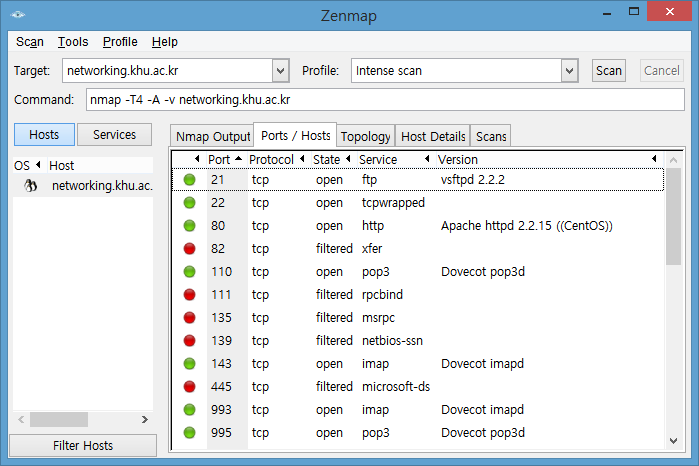 Zenmap
Scan Tools Profile Help
Target: networking.khu.ac.kr Profile: Intense scan Scan Cancel
Command: nmap -T4 -A -v networking.khu.ac.kr
Hosts Services Nmap Output Ports / Hosts Topology Host Details Scans
OS Host Port Protocol State Service Version
networking.khu.ac. 21 tcp open ftp vsftpd 2.2.2
22 tcp open tcpwrapped
80 tcp open http Apache httpd 2.2.15 ((CentOS))
82 tcp filtered xfer
110 tcp open pop3 Dovecot pop3d
111 tcp filtered rpcbind
135 tcp filtered msrpc
139 tcp filtered netbios-ssn
143 tcp open imap Dovecot imapd
445 tcp filtered microsoft-ds
993 tcp open imap Dovecot imapd
995 tcp open pop3 Dovecot pop3d
Filter Hosts